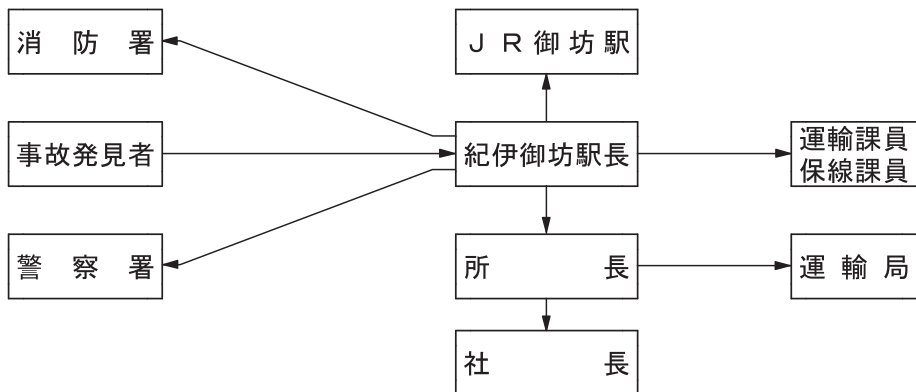 消防署
JR御坊駅
事故発見者
紀伊御坊駅長
運輸課員
保線課員
警察署
所長
運輸局
社長